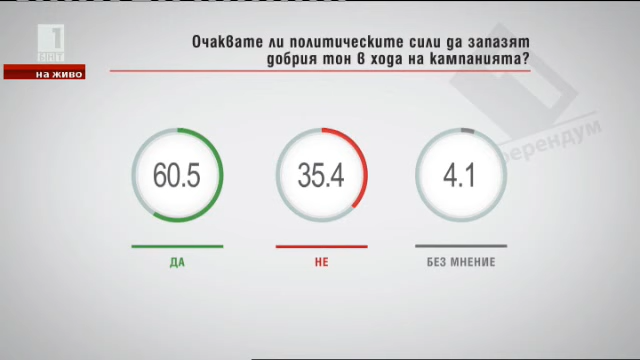 1
БНТ
на живо
Очаквате ли политическите сили да запазят
добрия тон в хода на кампанията?
60.5
35.4
4.1
ДА
НЕ
БЕЗ МНЕНИЕ